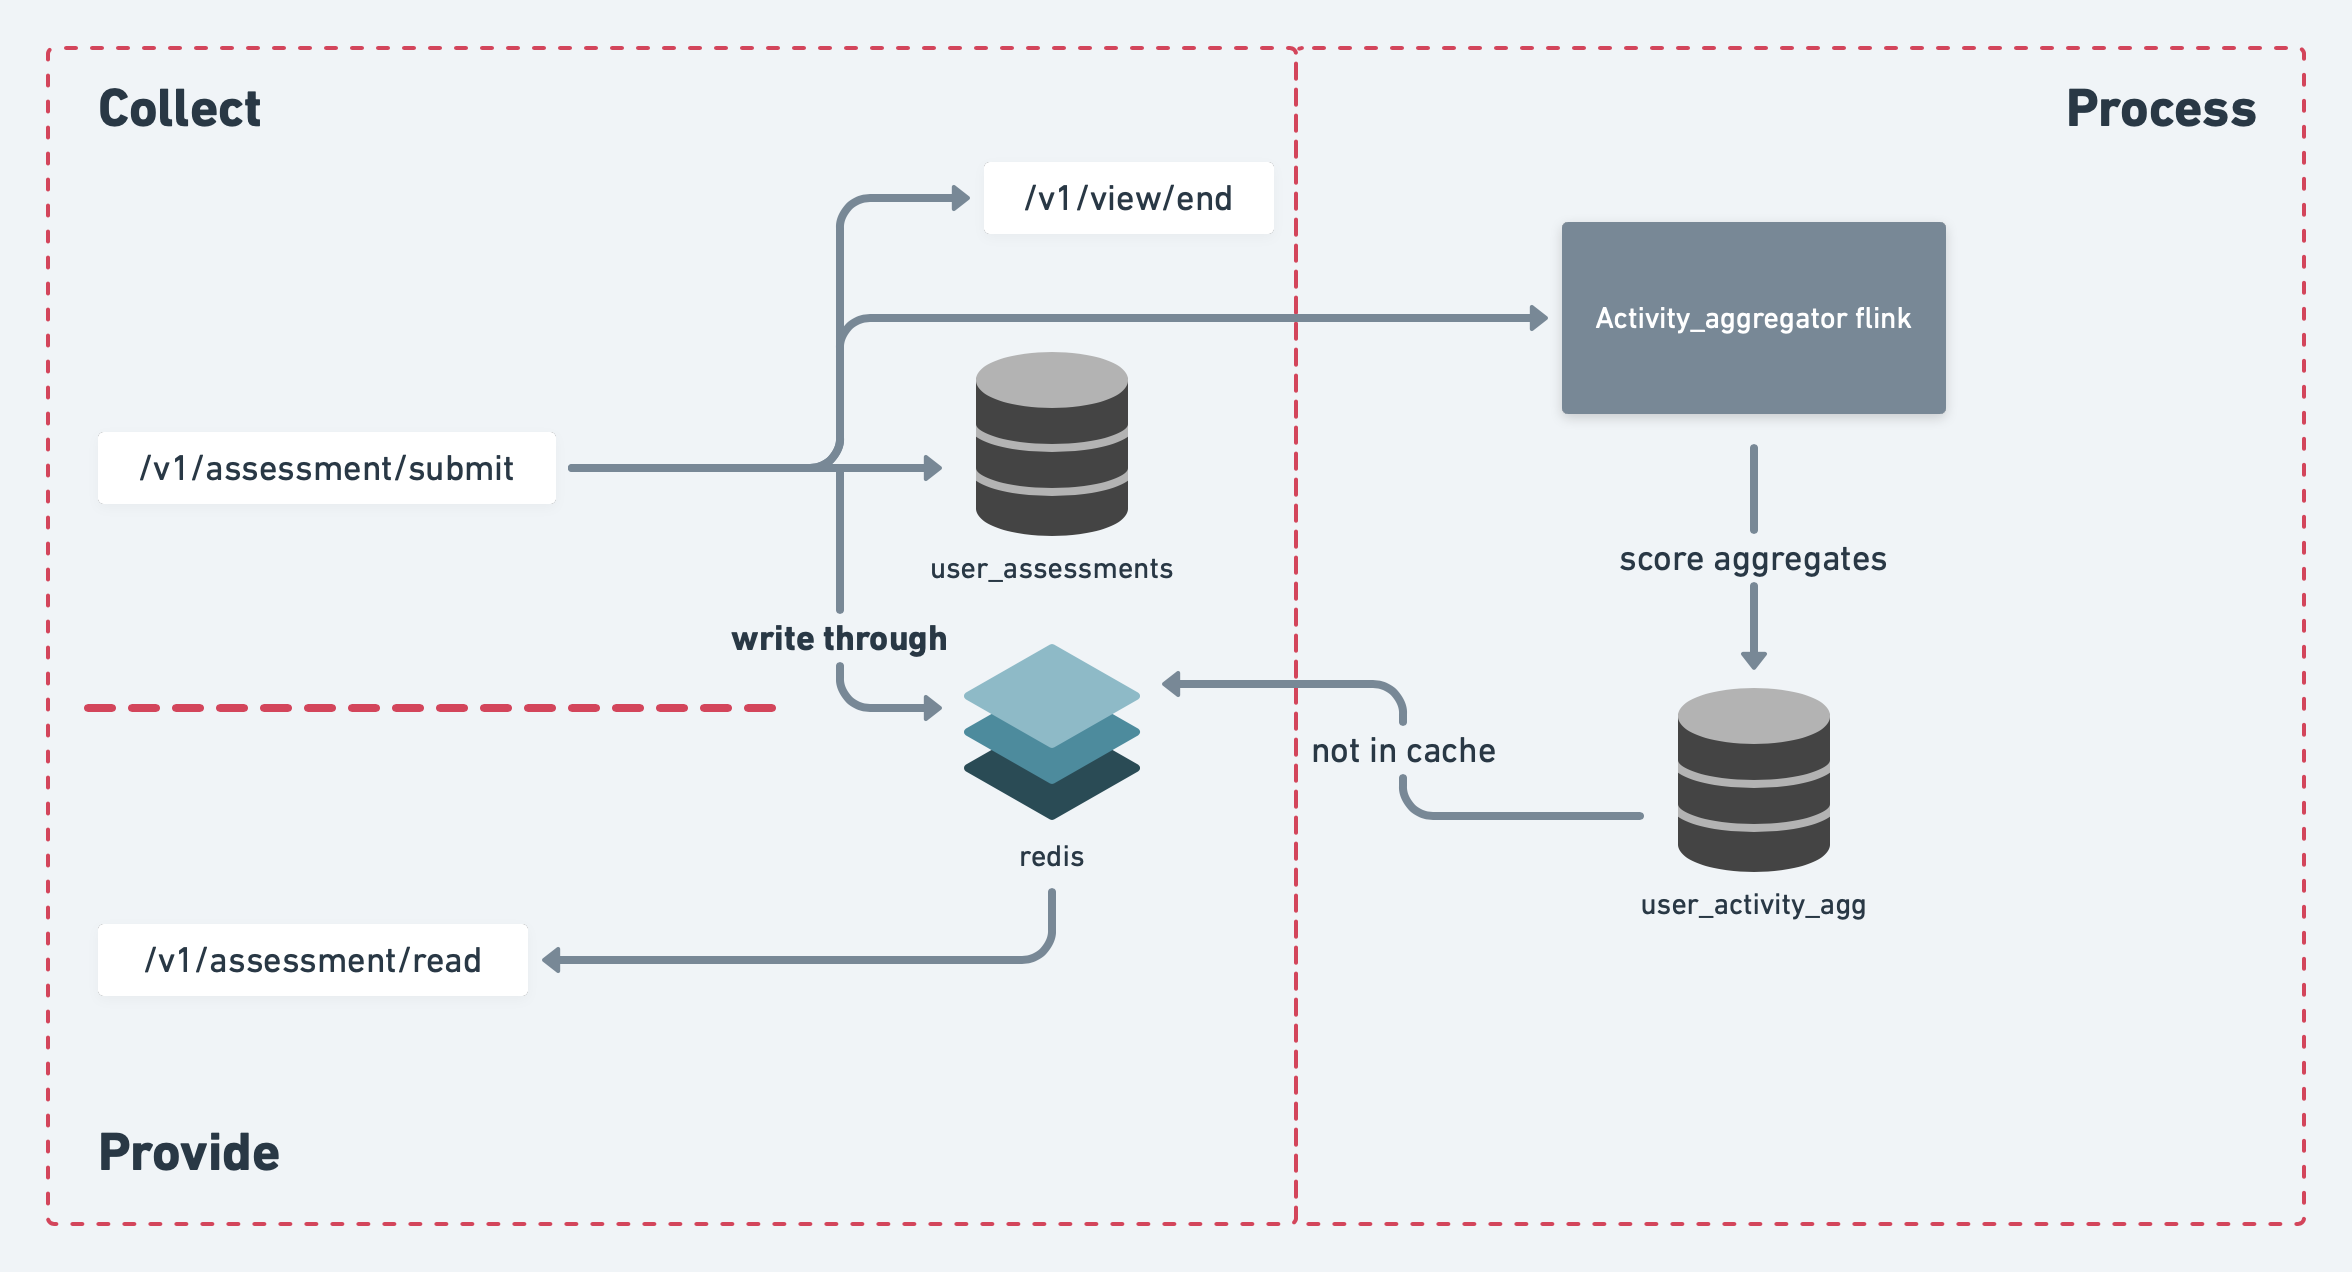 Collect
Process
/v1/view/end
Activity_aggregator flink
/v1/assessment/submit
user_assessments
score aggregates
write through
not in cache
redis
user_activity_agg
/v1/assessment/read
Provide